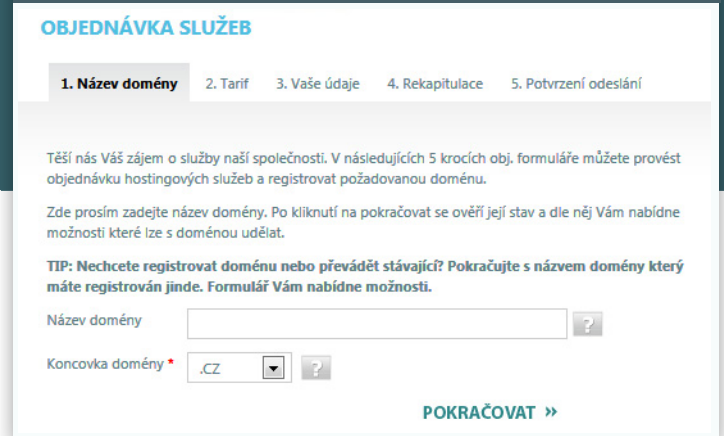 OBJEDNÁVKA SLUŽEB
1. Název domény 2. Tarif 3. Vaše údaje 4. Rekapitulace 5. Potvrzení odeslání
Těší nás Váš zájem o služby naší společnosti. V následujících 5 krocích obj. formuláře můžete provést
objednávku hostingových služeb a registrovat požadovanou doménu.
Zde prosím zadejte název domény. Po kliknutí na pokračovat se ověří její stav a dle něj Vám nabídne
možnosti které lze s doménou udělat.
TIP: Nechcete registrovat doménu nebo převádět stávající? Pokračujte s názvem domény který
máte registrován jinde. Formulář Vám nabídne možnosti.
Název domény ?
Koncovka domény * .CZ ?
POKRAČOVAT »